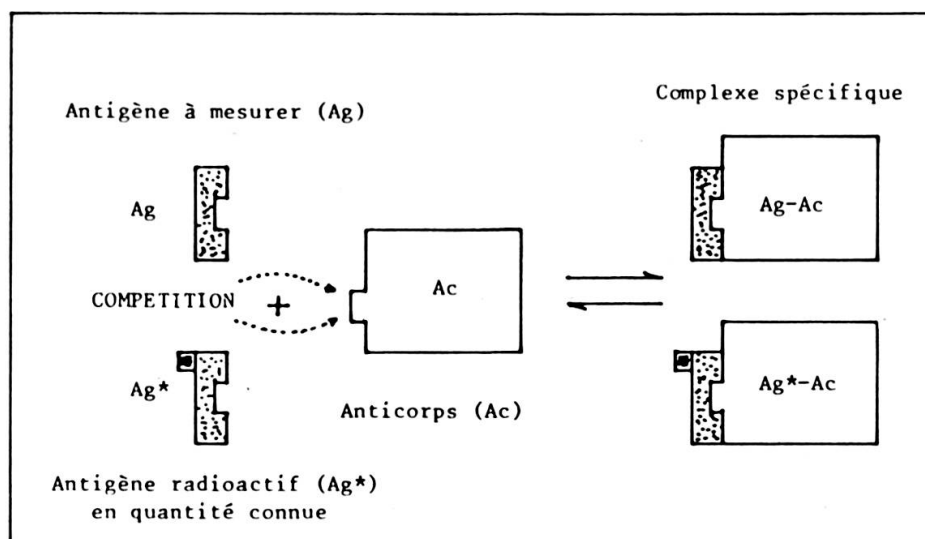 Complexe spécifique
Antigène à mesurer (Ag)
Ag
Ag-Ac
COMPETITION
+
Ac
Ag*
Ag*-Ac
Anticorps (Ac)
Antigène radioactif (Ag*)
en quantité connue